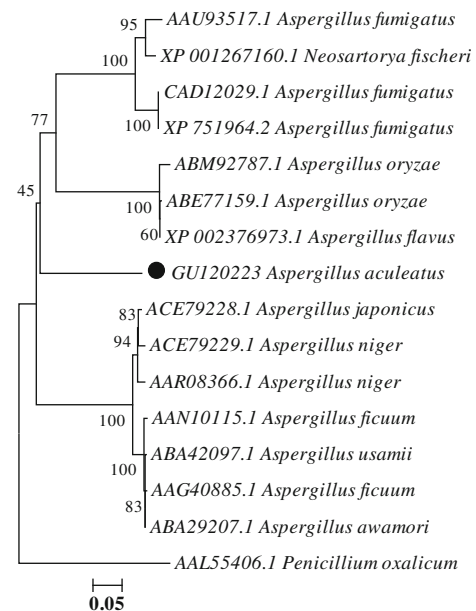 95
AAU93517.1 Aspergillus fumigatus
XP 001267160.1 Neosartorya fischeri
100
CAD12029.1 Aspergillus fumigatus
XP 751964.2 Aspergillus fumigatus
100
77
ABM92787.1 Aspergillus oryzae
ABE77159.1 Aspergillus oryzae
100
XP 002376973.1 Aspergillus flavus
60
45
GU120223 Aspergillus aculeatus
ACE79228.1 Aspergillus japonicus
83
ACE79229.1 Aspergillus niger
94
AAR08366.1 Aspergillus niger
100
AAN10115.1 Aspergillus ficuum
ABA42097.1 Aspergillus usamii
100
AAG40885.1 Aspergillus ficuum
83
ABA29207.1 Aspergillus awamori
AAL55406.1 Penicillium oxalicum
0.05